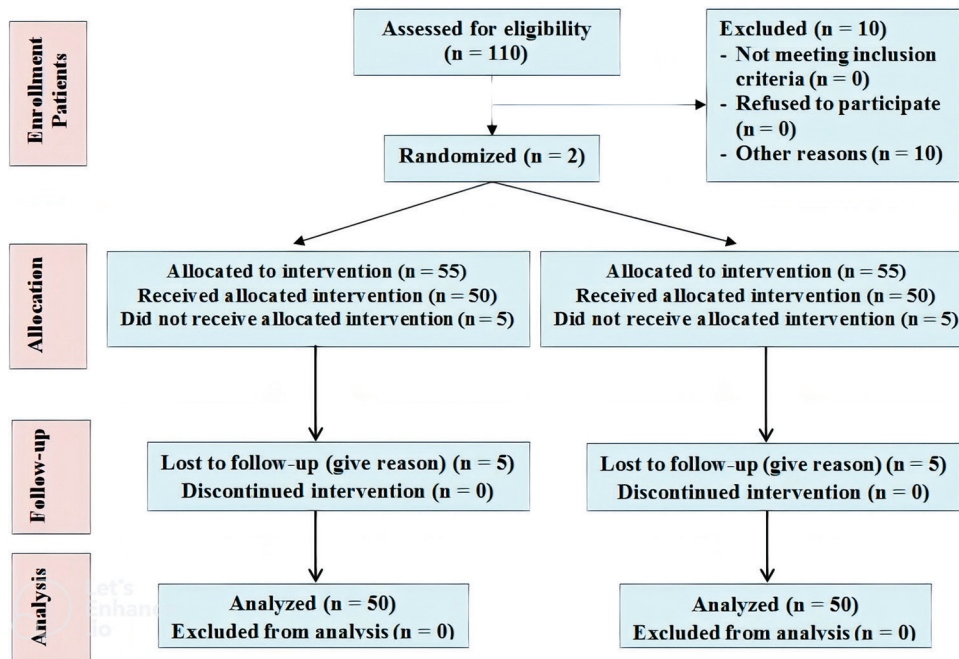 Enrollment
Patients
Assessed for eligibility
(n = 110)
Excluded (n = 10)
- Not meeting inclusion
criteria (n = 0)
- Refused to participate
(n = 0)
- Other reasons (n = 10)
Randomized (n = 2)
Allocation
Allocated to intervention (n = 55)
Received allocated intervention (n = 50)
Did not receive allocated intervention (n = 5)
Allocated to intervention (n = 55)
Received allocated intervention (n = 50)
Did not receive allocated intervention (n = 5)
Follow-up
Lost to follow-up (give reason) (n = 5)
Discontinued intervention (n = 0)
Lost to follow-up (give reason) (n = 5)
Discontinued intervention (n = 0)
Analysis
Let's
Enhance
.io
Analyzed (n = 50)
Excluded from analysis (n = 0)
Analyzed (n = 50)
Excluded from analysis (n = 0)